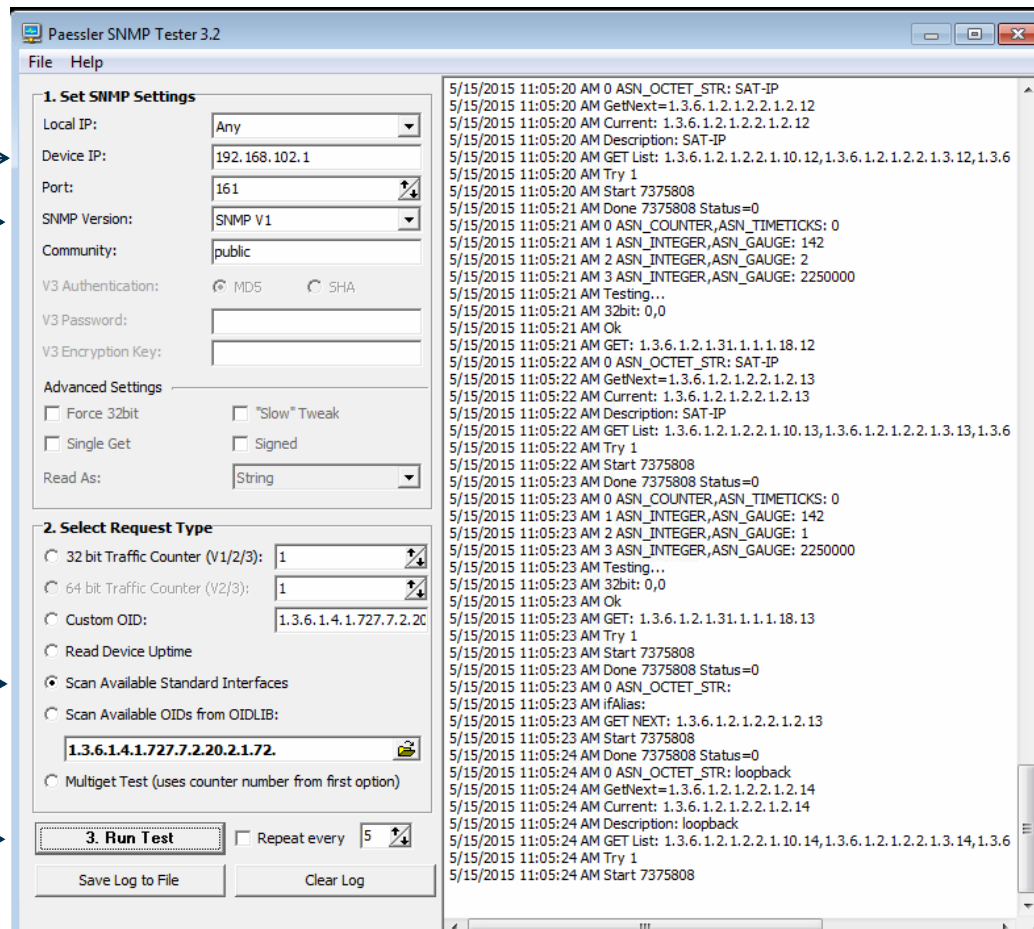 Paessler SNMP Tester 3.2
File Help
1. Set SNMP Settings
Local IP: Any
Device IP: 192.168.102.1
Port: 161
SNMP Version: SNMP V1
Community: public
V3 Authentication: MD5 SHA
V3 Password:
V3 Encryption Key:
Advanced Settings
Force 32bit "Slow" Tweak
Single Get Signed
Read As: String
2. Select Request Type
32 bit Traffic Counter (V1/2/3): 1
64 bit Traffic Counter (V2/3): 1
Custom OID: 1.3.6.1.4.1.727.7.2.20
Read Device Uptime
Scan Available Standard Interfaces
Scan Available OIDs from OIDLIB:
1.3.6.1.4.1.727.7.2.20.2.1.72.
Multiget Test (uses counter number from first option)
3. Run Test Repeat every 5
Save Log to File Clear Log
5/15/2015 11:05:20 AM 0 ASN_OCTET_STR: SAT-IP
5/15/2015 11:05:20 AM GetNext=1.3.6.1.2.1.2.2.1.2.12
5/15/2015 11:05:20 AM Current: 1.3.6.1.2.1.2.2.1.2.12
5/15/2015 11:05:20 AM Description: SAT-IP
5/15/2015 11:05:20 AM GET List: 1.3.6.1.2.1.2.2.1.10.12,1.3.6.1.2.1.2.2.1.3.12,1.3.6
5/15/2015 11:05:20 AM Try 1
5/15/2015 11:05:20 AM Start 7375808
5/15/2015 11:05:21 AM Done 7375808 Status=0
5/15/2015 11:05:21 AM 0 ASN_COUNTER,ASN_TIMETICKS: 0
5/15/2015 11:05:21 AM 1 ASN_INTEGER,ASN_GAUGE: 142
5/15/2015 11:05:21 AM 2 ASN_INTEGER,ASN_GAUGE: 2
5/15/2015 11:05:21 AM 3 ASN_INTEGER,ASN_GAUGE: 2250000
5/15/2015 11:05:21 AM Testing...
5/15/2015 11:05:21 AM 32bit: 0,0
5/15/2015 11:05:21 AM Ok
5/15/2015 11:05:21 AM GET: 1.3.6.1.2.1.31.1.1.1.18.12
5/15/2015 11:05:22 AM 0 ASN_OCTET_STR: SAT-IP
5/15/2015 11:05:22 AM GetNext=1.3.6.1.2.1.2.2.1.2.13
5/15/2015 11:05:22 AM Current: 1.3.6.1.2.1.2.2.1.2.13
5/15/2015 11:05:22 AM Description: SAT-IP
5/15/2015 11:05:22 AM GET List: 1.3.6.1.2.1.2.2.1.10.13,1.3.6.1.2.1.2.2.1.3.13,1.3.6
5/15/2015 11:05:22 AM Try 1
5/15/2015 11:05:22 AM Start 7375808
5/15/2015 11:05:22 AM Done 7375808 Status=0
5/15/2015 11:05:23 AM 0 ASN_COUNTER,ASN_TIMETICKS: 0
5/15/2015 11:05:23 AM 1 ASN_INTEGER,ASN_GAUGE: 142
5/15/2015 11:05:23 AM 2 ASN_INTEGER,ASN_GAUGE: 1
5/15/2015 11:05:23 AM 3 ASN_INTEGER,ASN_GAUGE: 2250000
5/15/2015 11:05:23 AM Testing...
5/15/2015 11:05:23 AM 32bit: 0,0
5/15/2015 11:05:23 AM Ok
5/15/2015 11:05:23 AM GET: 1.3.6.1.2.1.31.1.1.1.18.13
5/15/2015 11:05:23 AM Try 1
5/15/2015 11:05:23 AM Start 7375808
5/15/2015 11:05:23 AM Done 7375808 Status=0
5/15/2015 11:05:23 AM 0 ASN_OCTET_STR:
5/15/2015 11:05:23 AM ifAlias:
5/15/2015 11:05:23 AM GET NEXT: 1.3.6.1.2.1.2.2.1.2.13
5/15/2015 11:05:23 AM Start 7375808
5/15/2015 11:05:24 AM Done 7375808 Status=0
5/15/2015 11:05:24 AM 0 ASN_OCTET_STR: loopback
5/15/2015 11:05:24 AM GetNext=1.3.6.1.2.1.2.2.1.2.14
5/15/2015 11:05:24 AM Current: 1.3.6.1.2.1.2.2.1.2.14
5/15/2015 11:05:24 AM Description: loopback
5/15/2015 11:05:24 AM GET List: 1.3.6.1.2.1.2.2.1.10.14,1.3.6.1.2.1.2.2.1.3.14,1.3.6
5/15/2015 11:05:24 AM Try 1
5/15/2015 11:05:24 AM Start 7375808